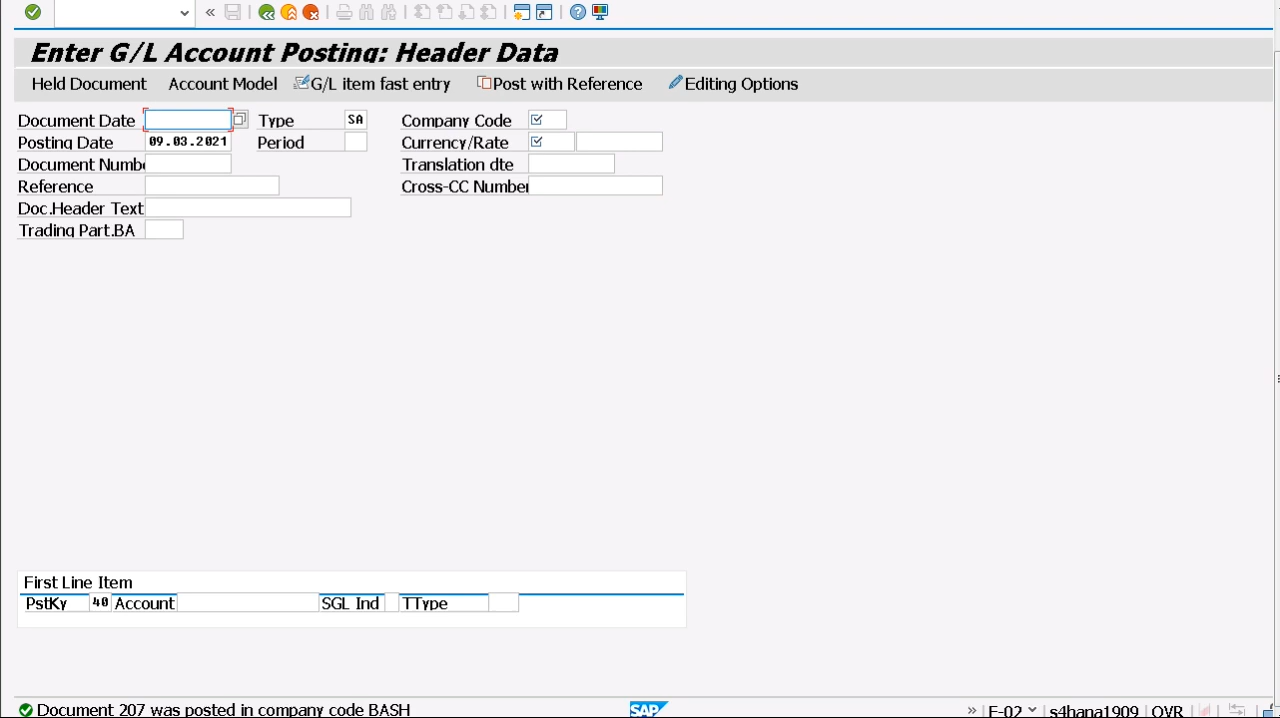 Enter G/L Account Posting: Header Data
Held Document Account Model G/L item fast entry Post with Reference Editing Options
Document Date Type SA Company Code
Posting Date 09.03.2021 Period Currency/Rate
Document Numb Translation dte
Reference Cross-CC Number
Doc.Header Text
Trading Part.BA
First Line Item
PstKy 40 Account SGL Ind TType
Document 207 was posted in company code BASH SAP F-02 s4hana1909 OVR